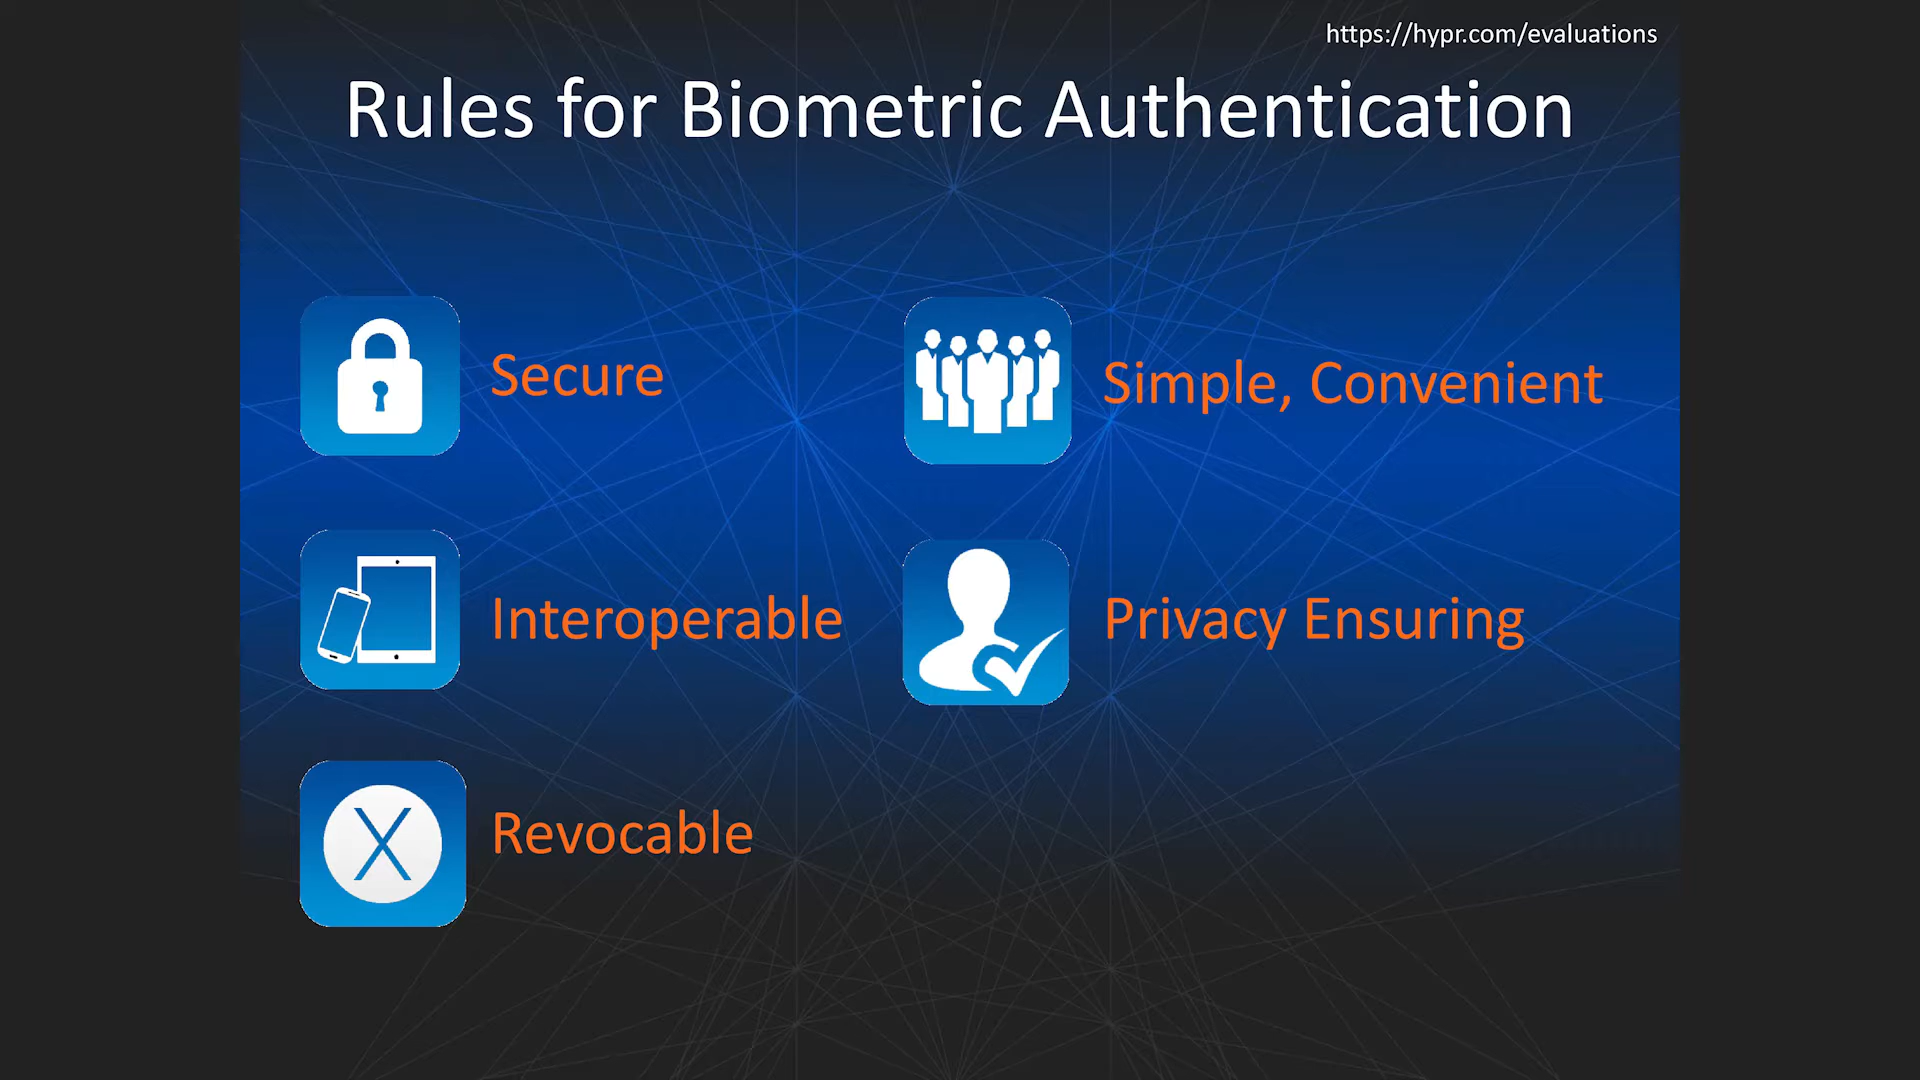 https://hypr.com/evaluations
Rules for Biometric Authentication
Secure
Simple, Convenient
Interoperable
Privacy Ensuring
X
Revocable